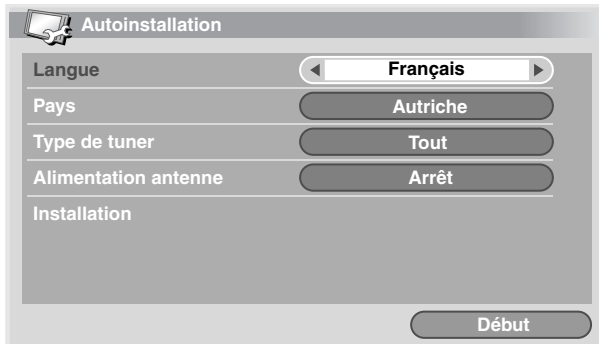 Autoinstallation
Langue Français
Pays Autriche
Type de tuner Tout
Alimentation antenne Arrêt
Installation
Début